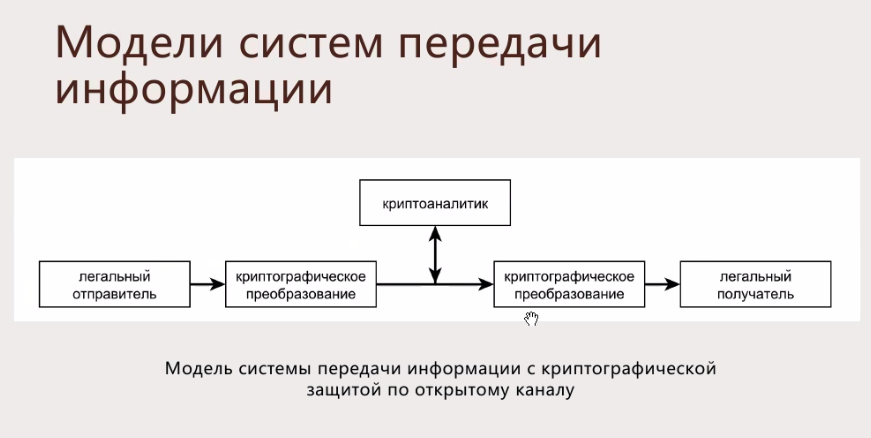 Модели систем передачи
информации
криптоаналитик
легальный
отправитель
криптографическое
преобразование
криптографическое
преобразование
легальный
получатель
Модель системы передачи информации с криптографической
защитой по открытому каналу